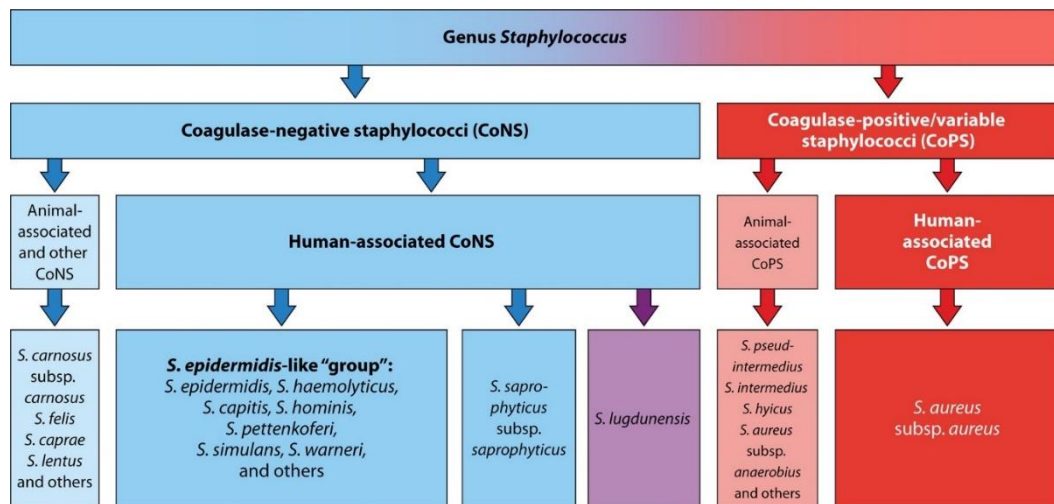 Genus Staphylococcus
Coagulase-negative staphylococci (CoNS)
Coagulase-positive/variable
staphylococci (CoPS)
Animal-
associated
and other
CoNS
Human-associated CoNS
Animal-
associated
CoPS
Human-
associated
CoPS
S. carnosus
subsp.
carnosus
S. felis
S. caprae
S. lentus
and others
S. epidermidis-like “group”:
S. epidermidis, S. haemolyticus,
S. capitis, S. hominis,
S. pettenkoferi,
S. simulans, S. warneri,
and others
S. sapro-
phyticus
subsp.
saprophyticus
S. lugdunensis
S. pseud-
intermedius
S. intermedius
S. hyicus
S. aureus
subsp.
anaerobius
and others
S. aureus
subsp. aureus